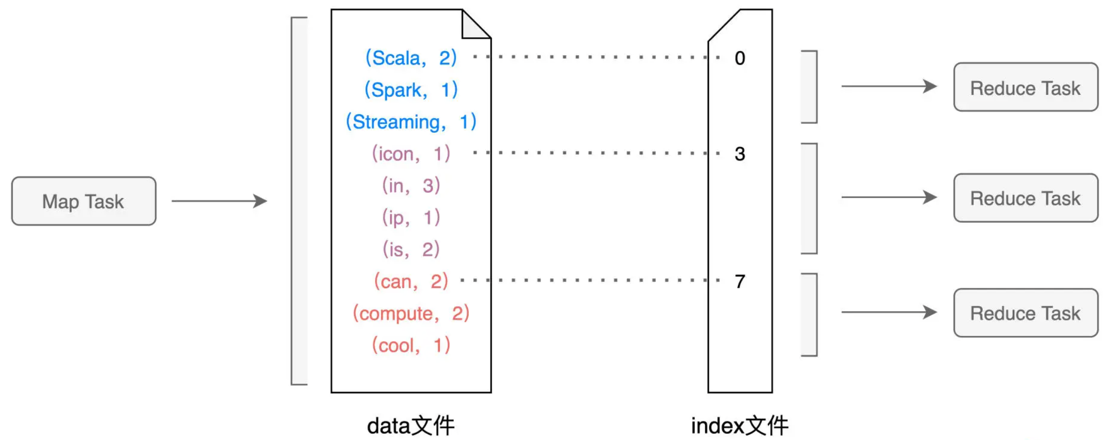 Map Task
(Scala，2)
(Spark，1)
(Streaming，1)
(icon，1)
(in，3)
(ip，1)
(is，2)
(can，2)
(compute，2)
(cool，1)
data文件
0
3
7
index文件
Reduce Task
Reduce Task
Reduce Task